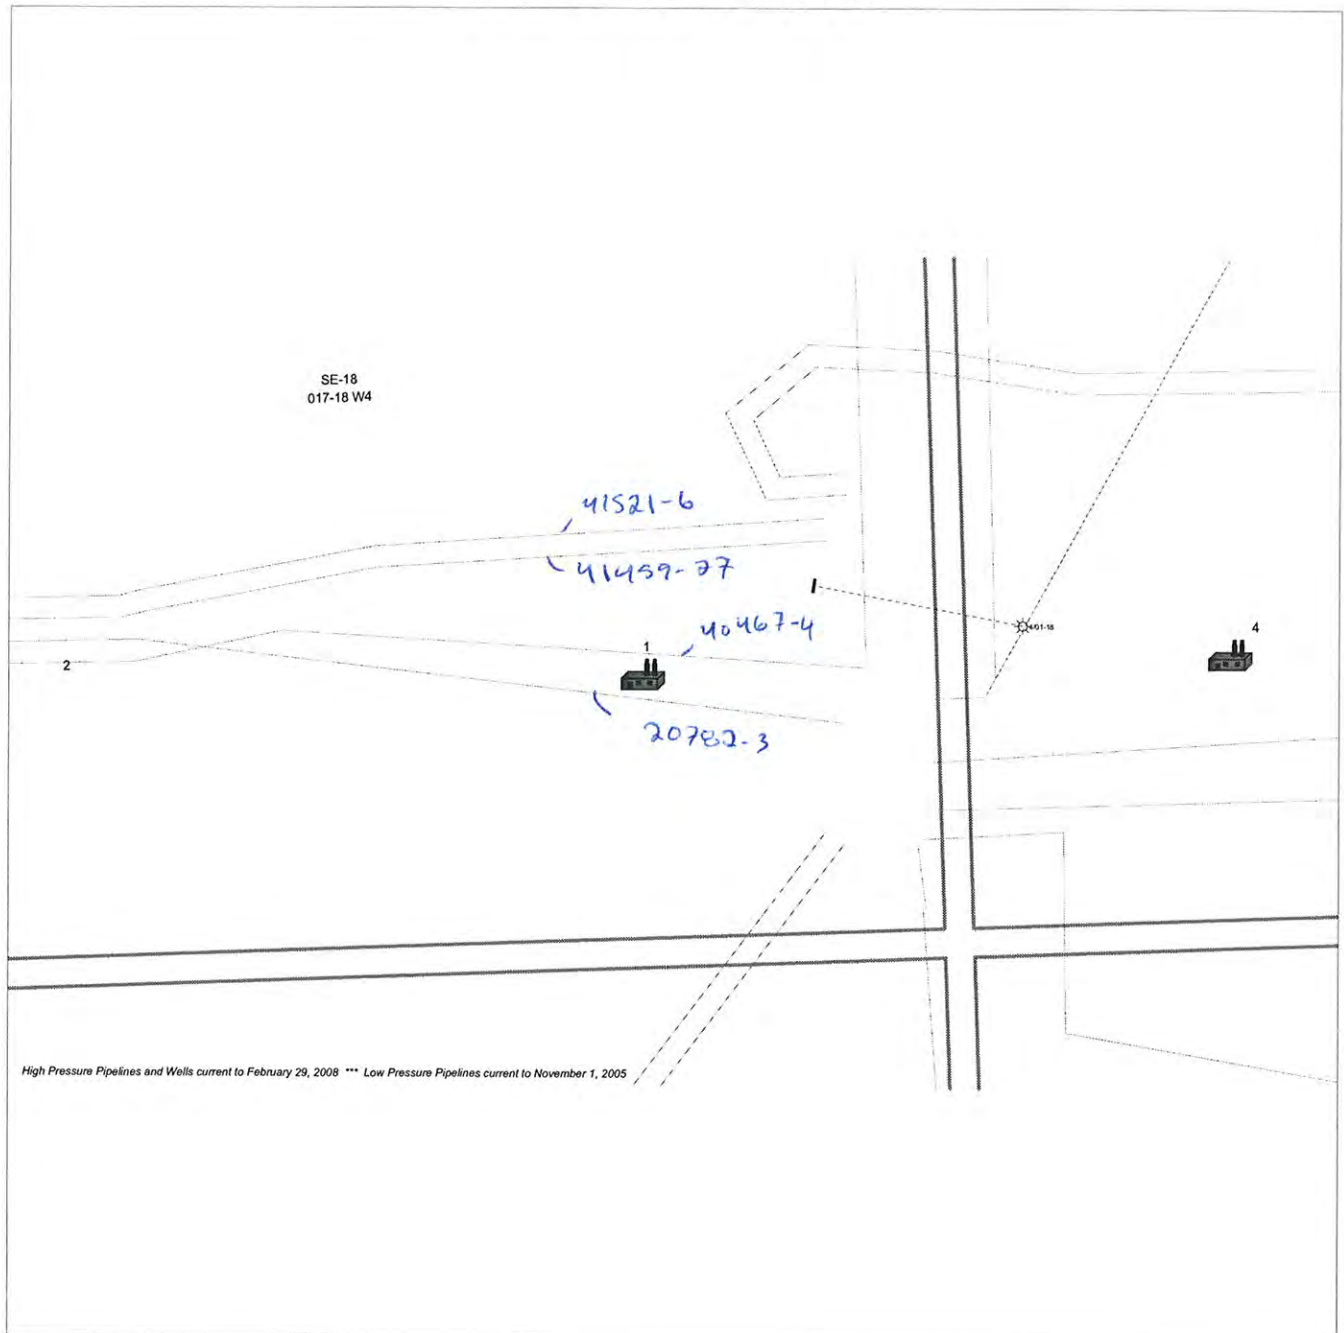 SE-18
017-18 W4
41521-6
41459-27
40467-4
1
4
2
20782-3
High Pressure Pipelines and Wells current to February 29, 2008 *** Low Pressure Pipelines current to November 1, 2005